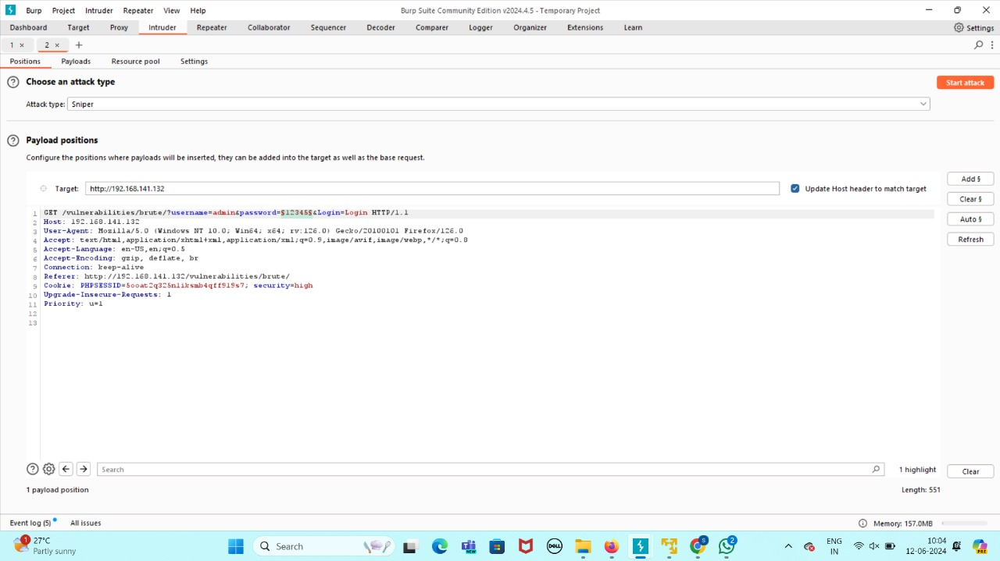 Burp Project Intruder Repeater View Help Burp Suite Community Edition v2024.4.5 - Temporary Project
Dashboard Target Proxy Intruder Repeater Collaborator Sequencer Decoder Comparer Logger Organizer Extensions Learn Settings
1 × 2 × +
Positions Payloads Resource pool Settings
? Choose an attack type Start attack
Attack type: Sniper
? Payload positions
Configure the positions where payloads will be inserted, they can be added into the target as well as the base request.
Add §
Target: http://192.168.141.132 Update Host header to match target
Clear §
1 GET /vulnerabilities/brute/?username=admin&password=§12345§&Login=Login HTTP/1.1
2 Host: 192.168.141.132
Auto §
3 User-Agent: Mozilla/5.0 (Windows NT 10.0; Win64; x64; rv:126.0) Gecko/20100101 Firefox/126.0
4 Accept: text/html,application/xhtml+xml,application/xml;q=0.9,image/avif,image/webp,*/*;q=0.8
Refresh
5 Accept-Language: en-US,en;q=0.5
6 Accept-Encoding: gzip, deflate, br
7 Connection: keep-alive
8 Referer: http://192.168.141.132/vulnerabilities/brute/
9 Cookie: PHPSESSID=5ooat2q325nliksmb4qff919s7; security=high
10 Upgrade-Insecure-Requests: 1
11 Priority: u=1
12
13
? Search 1 highlight Clear
1 payload position Length: 551
Event log (5) All issues Memory: 157.0MB
1 27°C
Partly sunny
Search
NEW
DELL
S
2
ENG
IN
10:04
12-06-2024
PRE